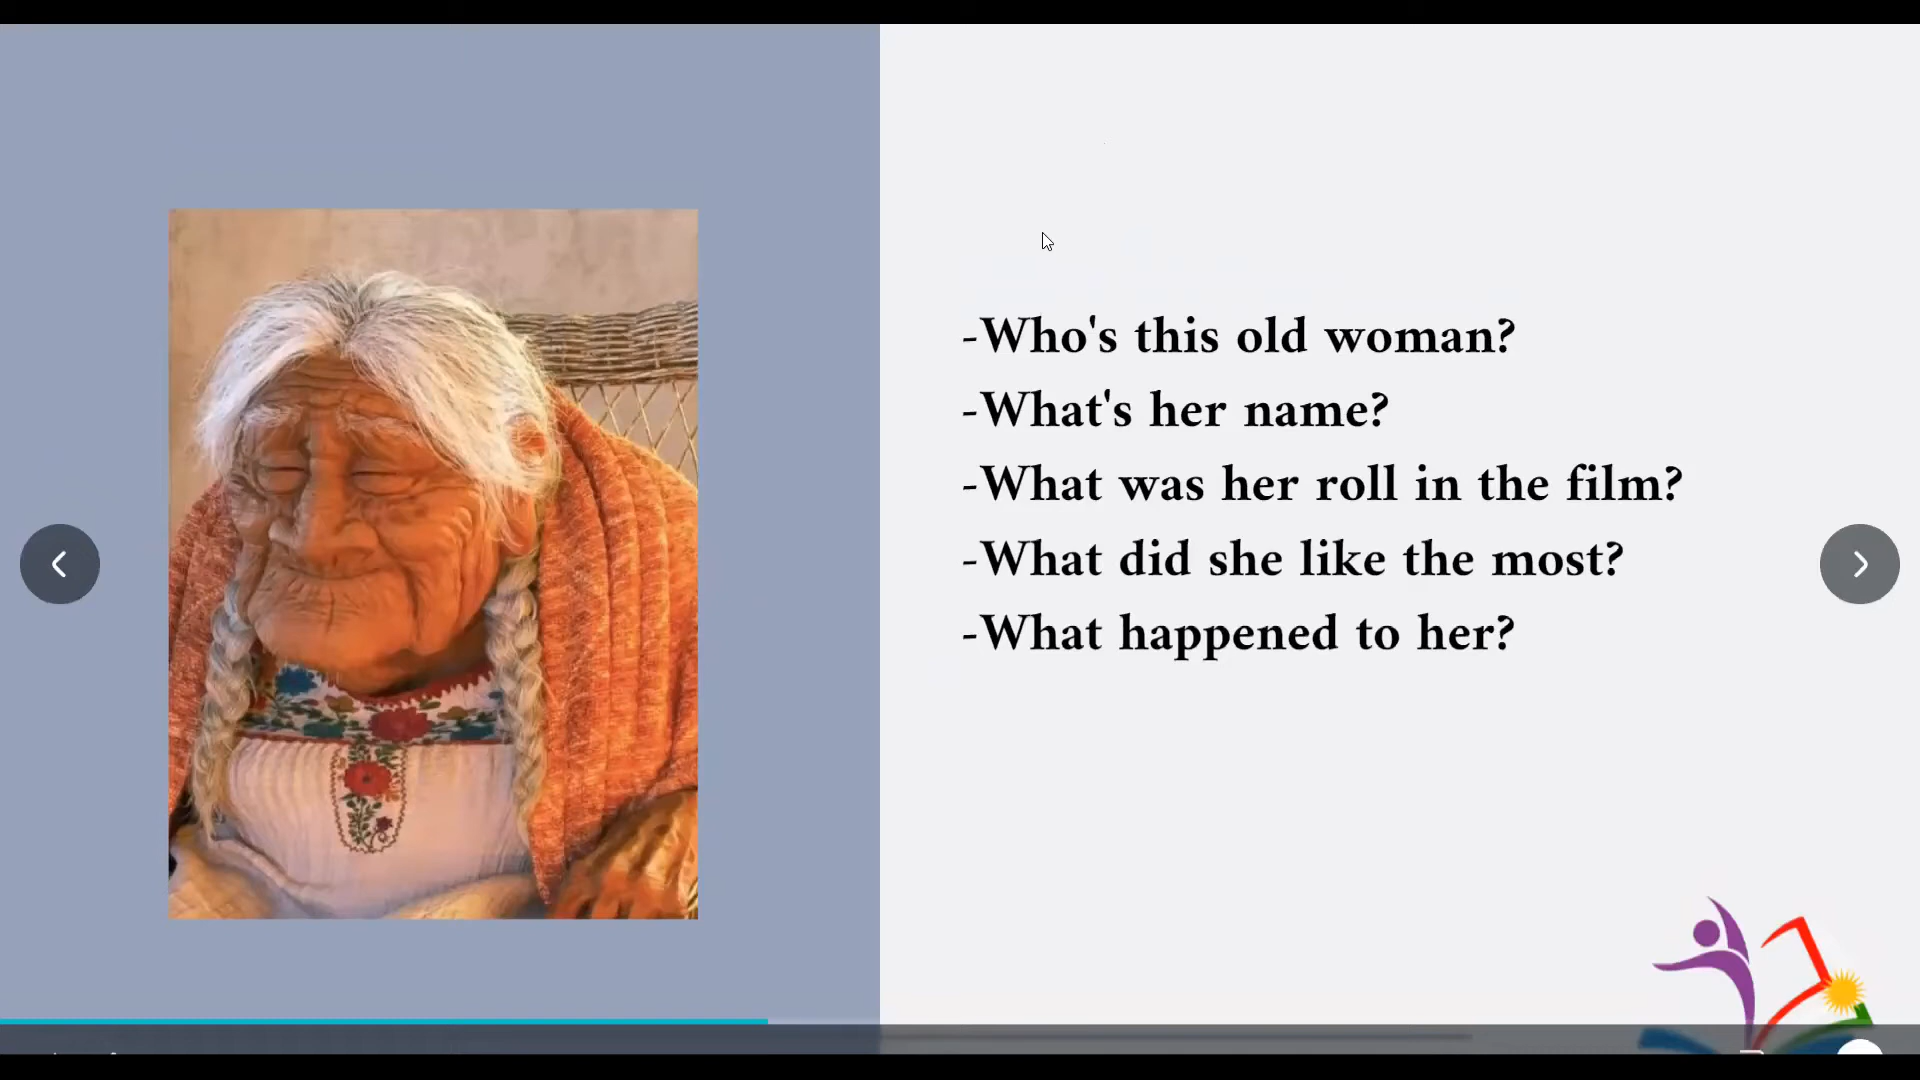 -Who's this old woman?
-What's her name?
-What was her roll in the film?
-What did she like the most?
-What happened to her?